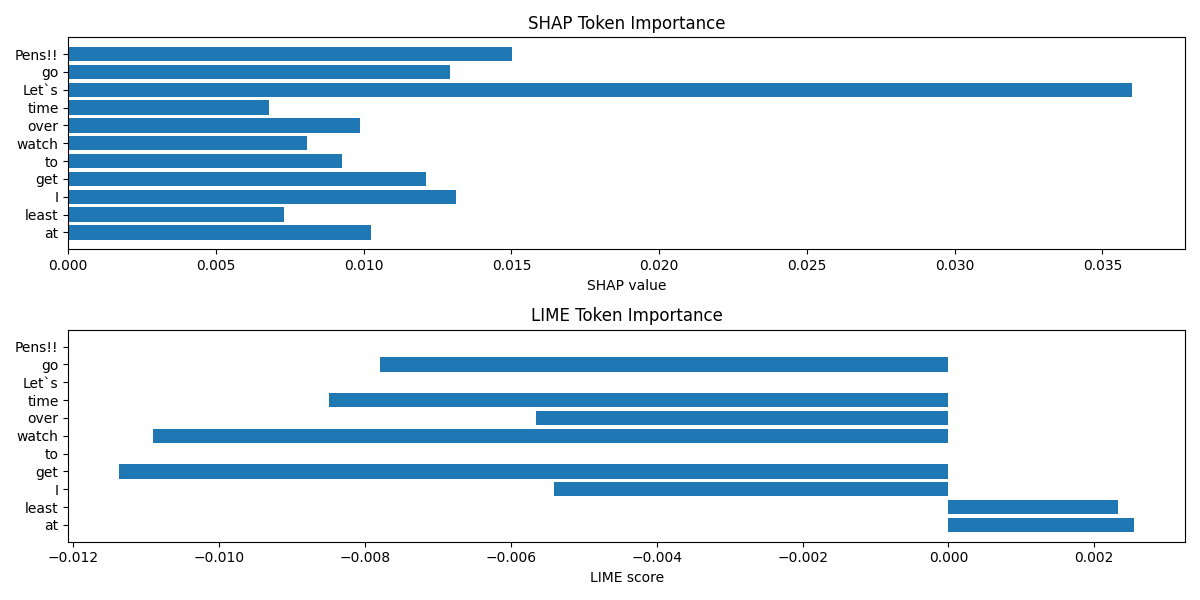 SHAP Token Importance
Pens!!
go
Let`s
time
over
watch
to
get
I
least
at
0.000 0.005 0.010 0.015 0.020 0.025 0.030 0.035
SHAP value
LIME Token Importance
Pens!!
go
Let`s
time
over
watch
to
get
I
least
at
−0.012 −0.010 −0.008 −0.006 −0.004 −0.002 0.000 0.002
LIME score